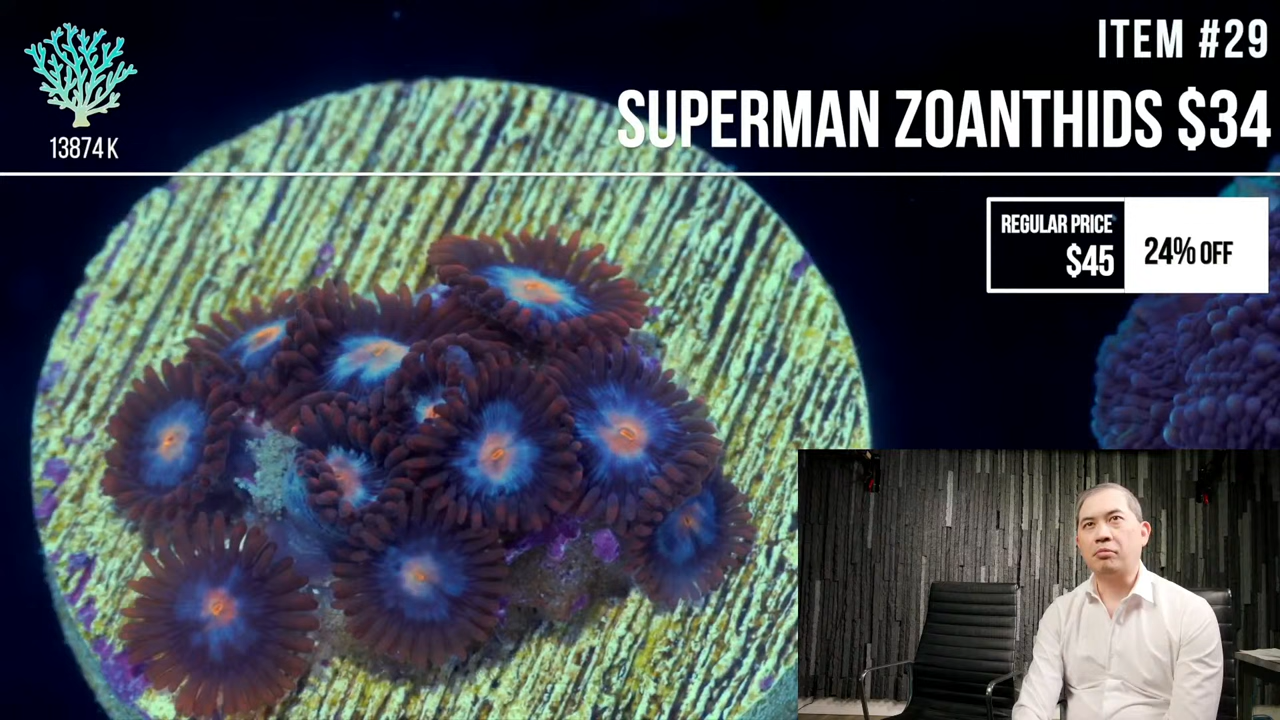 ITEM #29
SUPERMAN ZOANTHIDS $34
13874 K
REGULAR PRICE
$45
24% OFF